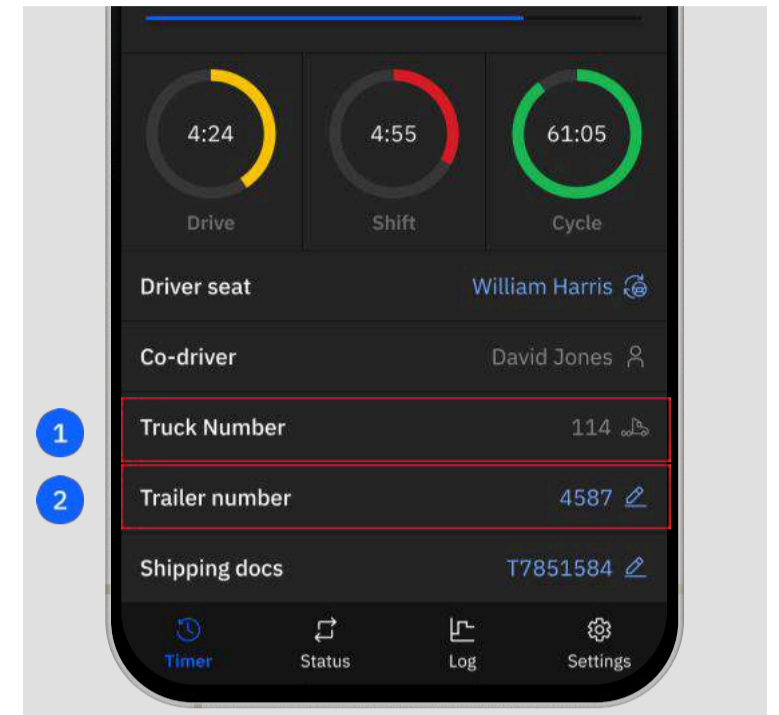 4:24 4:55 61:05
Drive Shift Cycle
Driver seat William Harris
Co-driver David Jones
1 Truck Number 114
2 Trailer number 4587
Shipping docs T7851584
Timer Status Log Settings